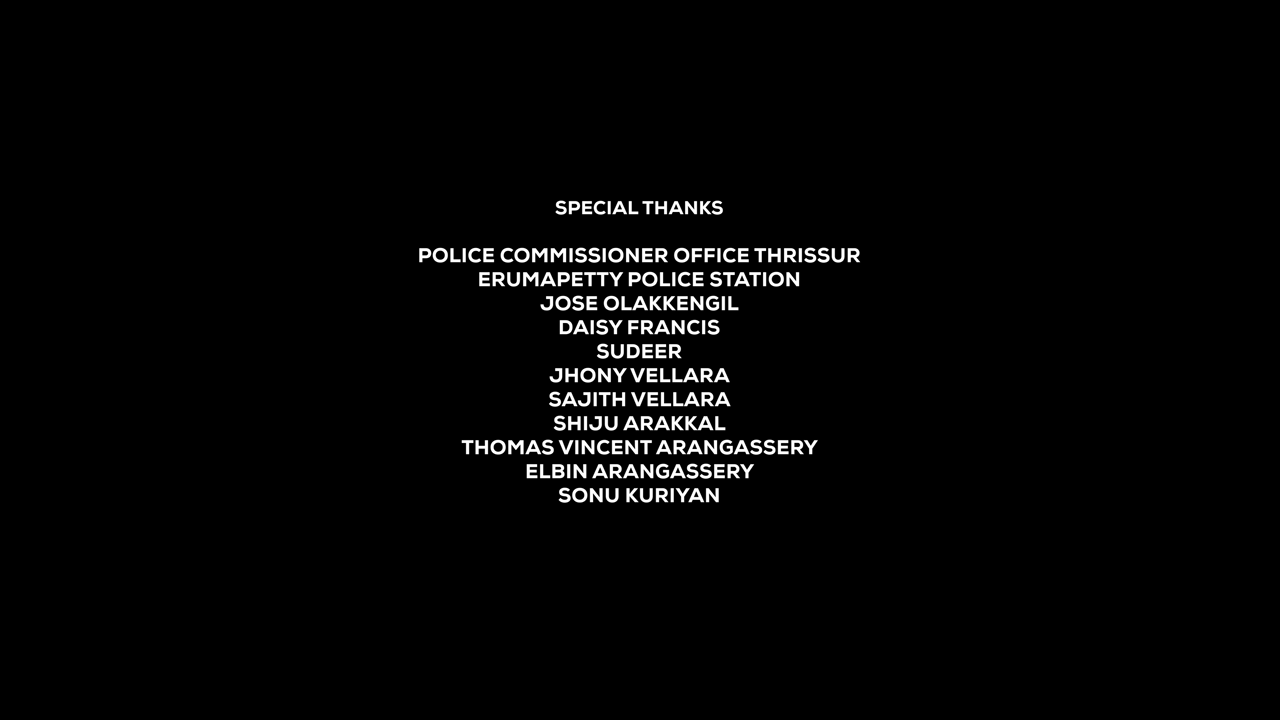 SPECIAL THANKS
POLICE COMMISSIONER OFFICE THRISSUR
ERUMAPETTY POLICE STATION
JOSE OLAKKENGIL
DAISY FRANCIS
SUDEER
JHONY VELLARA
SAJITH VELLARA
SHIJU ARAKKAL
THOMAS VINCENT ARANGASSERY
ELBIN ARANGASSERY
SONU KURIYAN